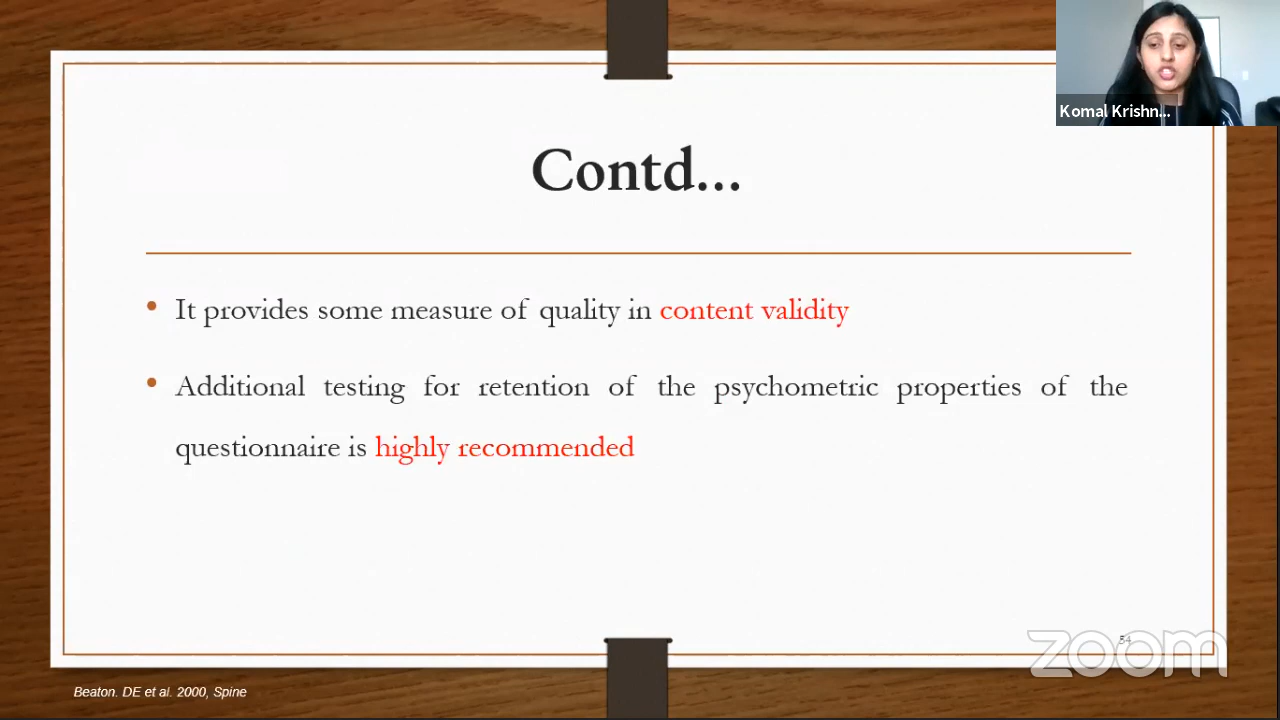 Komal Krishn...
Contd...
• It provides some measure of quality in content validity
• Additional testing for retention of the psychometric properties of the
questionnaire is highly recommended
54
zoom
Beaton. DE et al. 2000, Spine